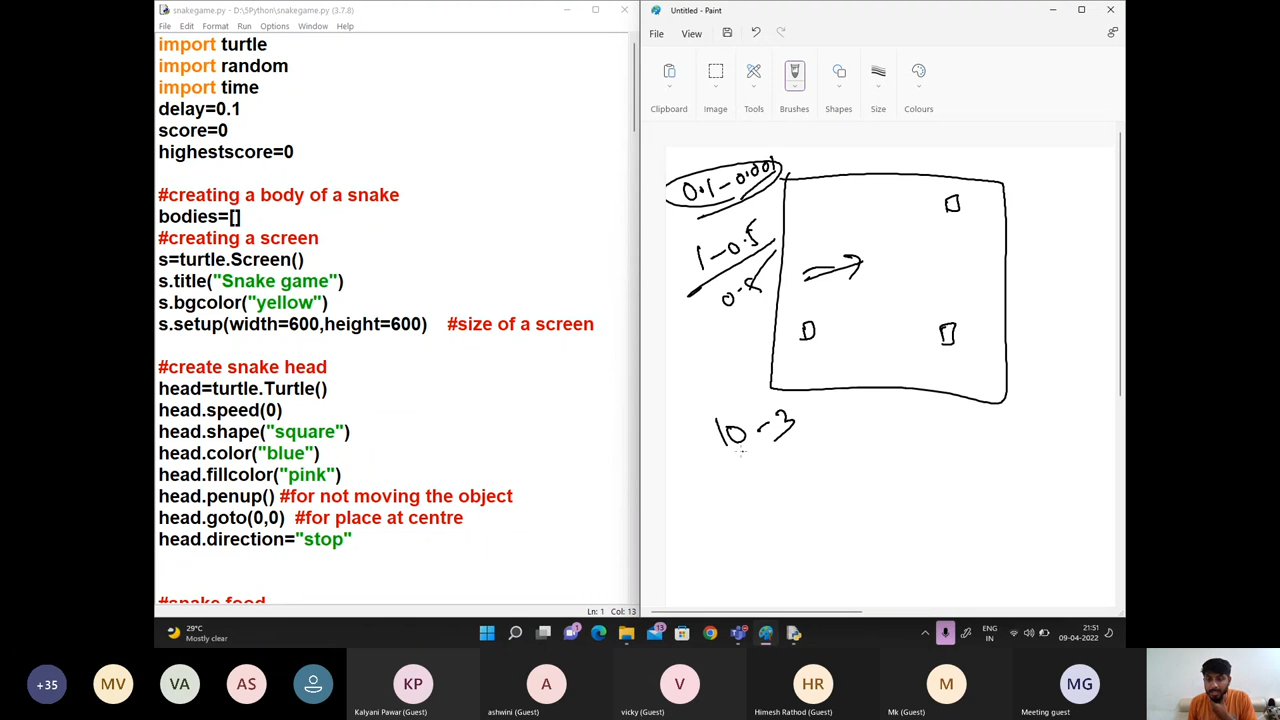 snakegame.py - D:\5Python\snakegame.py (3.7.8)
File Edit Format Run Options Window Help
import turtle
import random
import time
delay=0.1
score=0
highestscore=0
#creating a body of a snake
bodies=[]
#creating a screen
s=turtle.Screen()
s.title("Snake game")
s.bgcolor("yellow")
s.setup(width=600,height=600) #size of a screen
#create snake head
head=turtle.Turtle()
head.speed(0)
head.shape("square")
head.color("blue")
head.fillcolor("pink")
head.penup() #for not moving the object
head.goto(0,0) #for place at centre
head.direction="stop"
#snake food
Ln: 1 Col: 13
Untitled - Paint
File View
Clipboard Image Tools Brushes Shapes Size Colours
0.1-0.001
1-0.5
10-3
29°C
Mostly clear
1
13
ENG
IN
21:51
09-04-2022
+35 MV VA AS KP A V HR M MG
Kalyani Pawar (Guest) ashwini (Guest) vicky (Guest) Himesh Rathod (Guest) Mk (Guest) Meeting guest